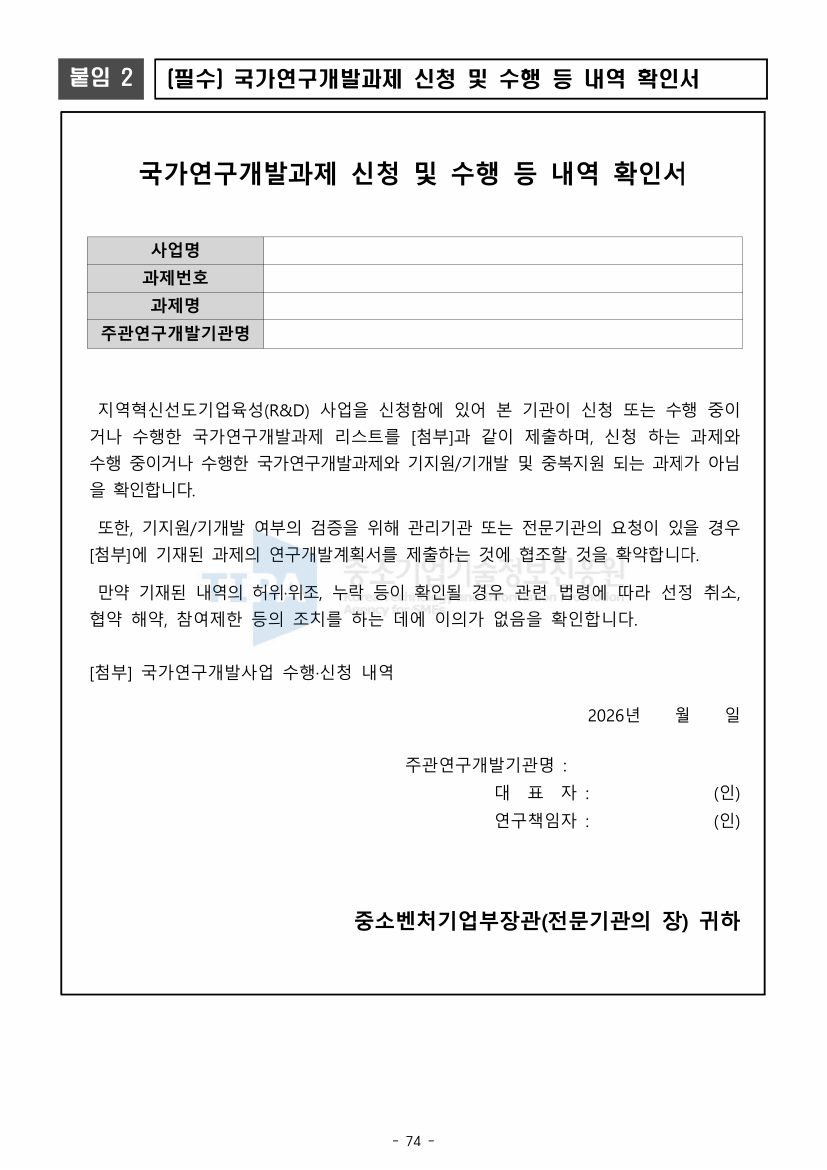 붙임 2
[필수] 국가연구개발과제 신청 및 수행 등 내역 확인서
국가연구개발과제 신청 및 수행 등 내역 확인서
사업명
과제번호
과제명
주관연구개발기관명
지역혁신선도기업육성(R&D) 사업을 신청함에 있어 본 기관이 신청 또는 수행 중이
거나 수행한 국가연구개발과제 리스트를 [첨부]과 같이 제출하며, 신청 하는 과제와
수행 중이거나 수행한 국가연구개발과제와 기지원/기개발 및 중복지원 되는 과제가 아님
을 확인합니다.
또한, 기지원/기개발 여부의 검증을 위해 관리기관 또는 전문기관의 요청이 있을 경우
[첨부]에 기재된 과제의 연구개발계획서를 제출하는 것에 협조할 것을 확약합니다.
TIPA 중소기업기술정보진흥원
만약 기재된 내역의 허위·위조, 누락 등이 확인될 경우 관련 법령에 따라 선정 취소,
Agency for SMEs
협약 해약, 참여제한 등의 조치를 하는 데에 이의가 없음을 확인합니다.
[첨부] 국가연구개발사업 수행·신청 내역
2026년 월 일
주관연구개발기관명 :
대 표 자 : (인)
연구책임자 : (인)
중소벤처기업부장관(전문기관의 장) 귀하
- 74 -